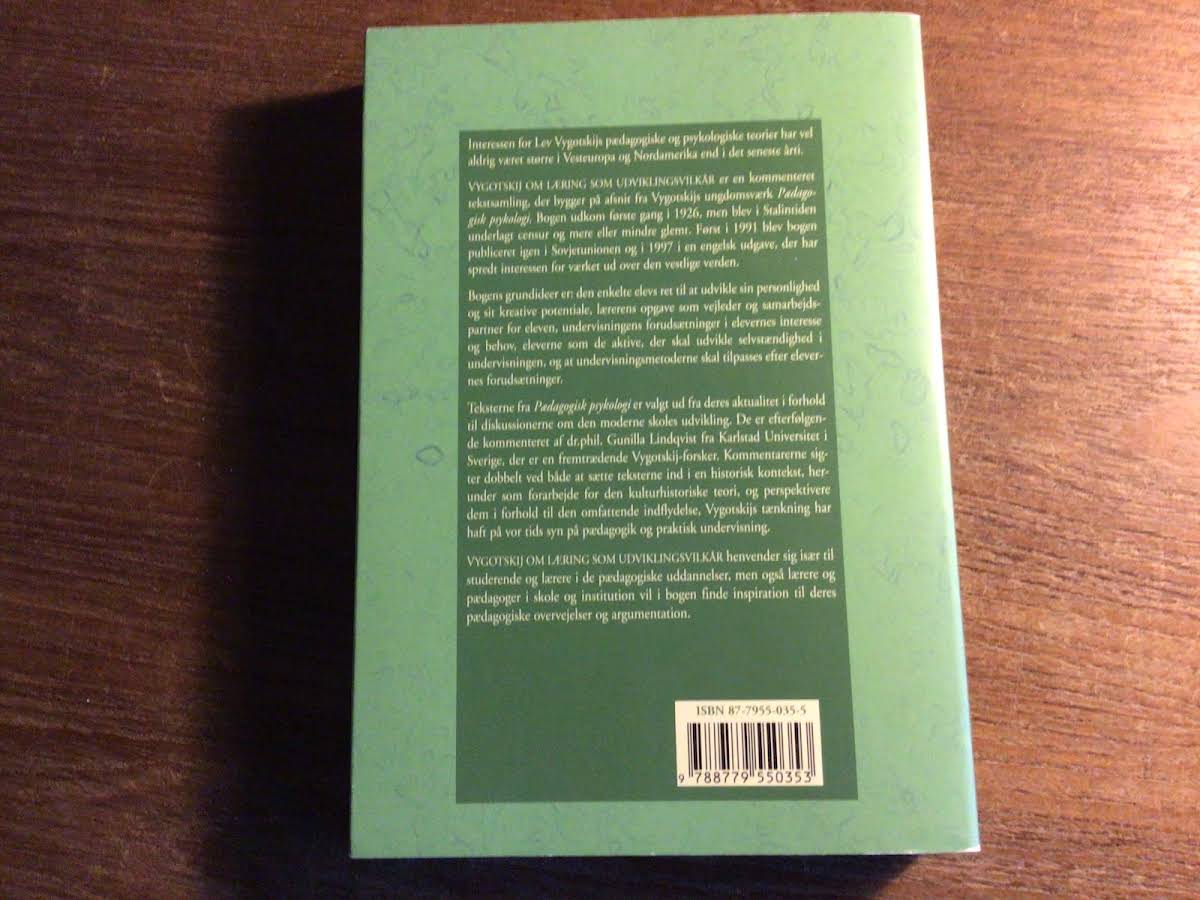 Interessen for Lev Vygotskijs pædagogiske og psykologiske teorier har vel
aldrig været større i Vesteuropa og Nordamerika end i det seneste årti.
VYGOTSKIJ OM LÆRING SOM UDVIKLINGSVILKÅR er en kommenteret
tekstsamling, der bygger på afsnit fra Vygotskijs ungdomsværk Pædago-
gisk psykologi. Bogen udkom første gang i 1926, men blev i Stalintiden
underlagt censur og mere eller mindre glemt. Først i 1991 blev bogen
publiceret igen i Sovjetunionen og i 1997 i en engelsk udgave, der har
spredt interessen for værket ud over den vestlige verden.
Bogens grundideer er: den enkelte elevs ret til at udvikle sin personlighed
og sit kreative potentiale, lærerens opgave som vejleder og samarbejds-
partner for eleven, undervisningens forudsætninger i elevernes interesse
og behov, eleverne som de aktive, der skal udvikle selvstændighed i
undervisningen, og at undervisningsmetoderne skal tilpasses efter elever-
nes forudsætninger.
Teksterne fra Pædagogisk psykologi er valgt ud fra deres aktualitet i forhold
til diskussionerne om den moderne skoles udvikling. De er efterfølgen-
de kommenteret af dr.phil. Gunilla Lindqvist fra Karlstad Universitet i
Sverige, der er en fremtrædende Vygotskij-forsker. Kommentarerne sig-
ter dobbelt ved både at sætte teksterne ind i en historisk kontekst, her-
under som forarbejde for den kulturhistoriske teori, og perspektivere
dem i forhold til den omfattende indflydelse, Vygotskijs tænkning har
haft på vor tids syn på pædagogik og praktisk undervisning.
VYGOTSKIJ OM LÆRING SOM UDVIKLINGSVILKÅR henvender sig især til
studerende og lærere i de pædagogiske uddannelser, men også lærere og
pædagoger i skole og institution vil i bogen finde inspiration til deres
pædagogiske overvejelser og argumentation.
ISBN 87-7955-035-5
9 788779 550353